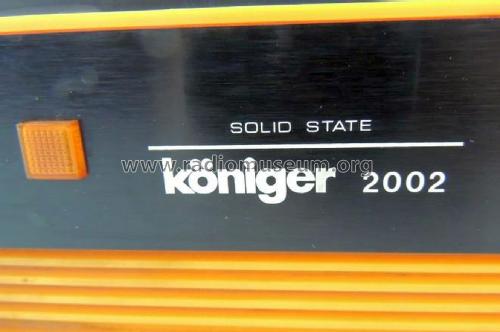 SOLID STATE
www.radiomuseum.org
königer 2002